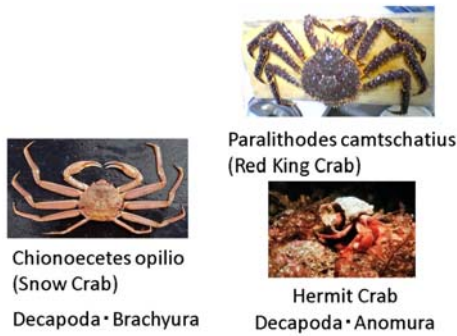 Paralithodes camtschatius
(Red King Crab)
Chionoecetes opilio
(Snow Crab)
Decapoda・Brachyura
Hermit Crab
Decapoda・Anomura